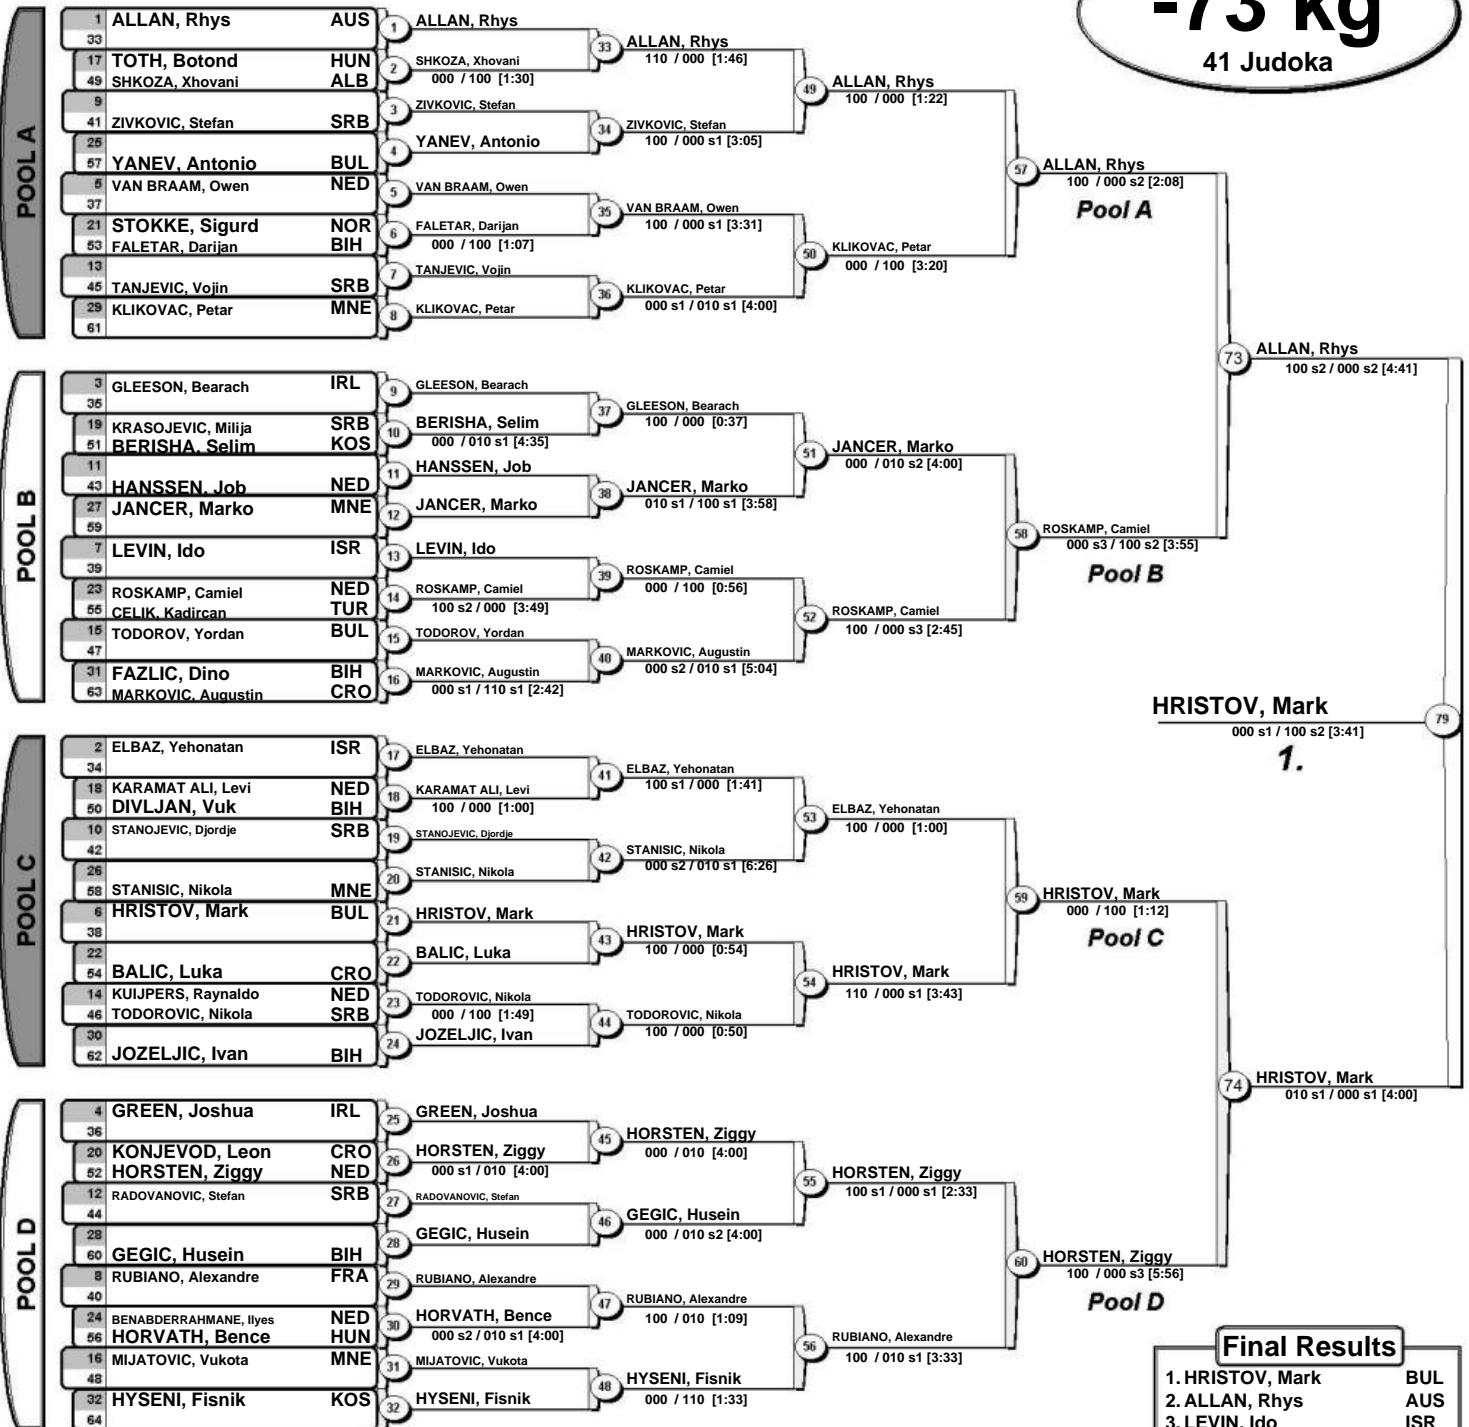 -73 kg
41 Judoka
POOL A
1 ALLAN, Rhys AUS
33
17 TOTH, Botond HUN
49 SHKOZA, Xhovani ALB
9
41 ZIVKOVIC, Stefan SRB
25
57 YANEV, Antonio BUL
5 VAN BRAAM, Owen NED
37
21 STOKKE, Sigurd NOR
53 FALETAR, Darijan BIH
13
45 TANJEVIC, Vojin SRB
29 KLIKOVAC, Petar MNE
61
1 ALLAN, Rhys
2 SHKOZA, Xhovani
000 / 100 [1:30]
3 ZIVKOVIC, Stefan
4 YANEV, Antonio
5 VAN BRAAM, Owen
6 FALETAR, Darijan
000 / 100 [1:07]
7 TANJEVIC, Vojin
8 KLIKOVAC, Petar
33 ALLAN, Rhys
110 / 000 [1:46]
34 ZIVKOVIC, Stefan
100 / 000 s1 [3:05]
35 VAN BRAAM, Owen
100 / 000 s1 [3:31]
36 KLIKOVAC, Petar
000 s1 / 010 s1 [4:00]
49 ALLAN, Rhys
100 / 000 [1:22]
50 KLIKOVAC, Petar
000 / 100 [3:20]
57 ALLAN, Rhys
100 / 000 s2 [2:08]
Pool A
POOL B
3 GLEESON, Bearach IRL
35
19 KRASOJEVIC, Milija SRB
51 BERISHA, Selim KOS
11
43 HANSSEN, Job NED
27 JANCER, Marko MNE
59
7 LEVIN, Ido ISR
39
23 ROSKAMP, Camiel NED
55 CELIK, Kadircan TUR
15 TODOROV, Yordan BUL
47
31 FAZLIC, Dino BIH
63 MARKOVIC, Augustin CRO
9 GLEESON, Bearach
10 BERISHA, Selim
000 / 010 s1 [4:35]
11 HANSSEN, Job
12 JANCER, Marko
13 LEVIN, Ido
14 ROSKAMP, Camiel
100 s2 / 000 [3:49]
15 TODOROV, Yordan
16 MARKOVIC, Augustin
000 s1 / 110 s1 [2:42]
37 GLEESON, Bearach
100 / 000 [0:37]
38 JANCER, Marko
010 s1 / 100 s1 [3:58]
39 ROSKAMP, Camiel
000 / 100 [0:56]
40 MARKOVIC, Augustin
000 s2 / 010 s1 [5:04]
51 JANCER, Marko
000 / 010 s2 [4:00]
52 ROSKAMP, Camiel
100 / 000 s3 [2:45]
58 ROSKAMP, Camiel
000 s3 / 100 s2 [3:55]
Pool B
73 ALLAN, Rhys
100 s2 / 000 s2 [4:41]
HRISTOV, Mark 79
000 s1 / 100 s2 [3:41]
1.
POOL C
2 ELBAZ, Yehonatan ISR
34
18 KARAMAT ALI, Levi NED
50 DIVLJAN, Vuk BIH
10 STANOJEVIC, Djordje SRB
42
26
58 STANISIC, Nikola MNE
6 HRISTOV, Mark BUL
38
22
54 BALIC, Luka CRO
14 KUIJPERS, Raynaldo NED
46 TODOROVIC, Nikola SRB
30
62 JOZELJIC, Ivan BIH
17 ELBAZ, Yehonatan
18 KARAMAT ALI, Levi
100 / 000 [1:00]
19 STANOJEVIC, Djordje
20 STANISIC, Nikola
21 HRISTOV, Mark
22 BALIC, Luka
23 TODOROVIC, Nikola
000 / 100 [1:49]
24 JOZELJIC, Ivan
41 ELBAZ, Yehonatan
100 s1 / 000 [1:41]
42 STANISIC, Nikola
000 s2 / 010 s1 [6:26]
43 HRISTOV, Mark
100 / 000 [0:54]
44 TODOROVIC, Nikola
100 / 000 [0:50]
53 ELBAZ, Yehonatan
100 / 000 [1:00]
54 HRISTOV, Mark
110 / 000 s1 [3:43]
59 HRISTOV, Mark
000 / 100 [1:12]
Pool C
74 HRISTOV, Mark
010 s1 / 000 s1 [4:00]
POOL D
4 GREEN, Joshua IRL
36
20 KONJEVOD, Leon CRO
52 HORSTEN, Ziggy NED
12 RADOVANOVIC, Stefan SRB
44
28
60 GEGIC, Husein BIH
8 RUBIANO, Alexandre FRA
40
24 BENABDERRAHMANE, Ilyes NED
56 HORVATH, Bence HUN
16 MIJATOVIC, Vukota MNE
48
32 HYSENI, Fisnik KOS
64
25 GREEN, Joshua
26 HORSTEN, Ziggy
000 s1 / 010 [4:00]
27 RADOVANOVIC, Stefan
28 GEGIC, Husein
29 RUBIANO, Alexandre
30 HORVATH, Bence
000 s2 / 010 s1 [4:00]
31 MIJATOVIC, Vukota
32 HYSENI, Fisnik
45 HORSTEN, Ziggy
000 / 010 [4:00]
46 GEGIC, Husein
000 / 010 s2 [4:00]
47 RUBIANO, Alexandre
100 / 010 [1:09]
48 HYSENI, Fisnik
000 / 110 [1:33]
55 HORSTEN, Ziggy
100 s1 / 000 s1 [2:33]
56 RUBIANO, Alexandre
100 / 010 s1 [3:33]
60 HORSTEN, Ziggy
100 / 000 s3 [5:56]
Pool D
Final Results
1. HRISTOV, Mark BUL
2. ALLAN, Rhys AUS
3. LEVIN, Ido ISR